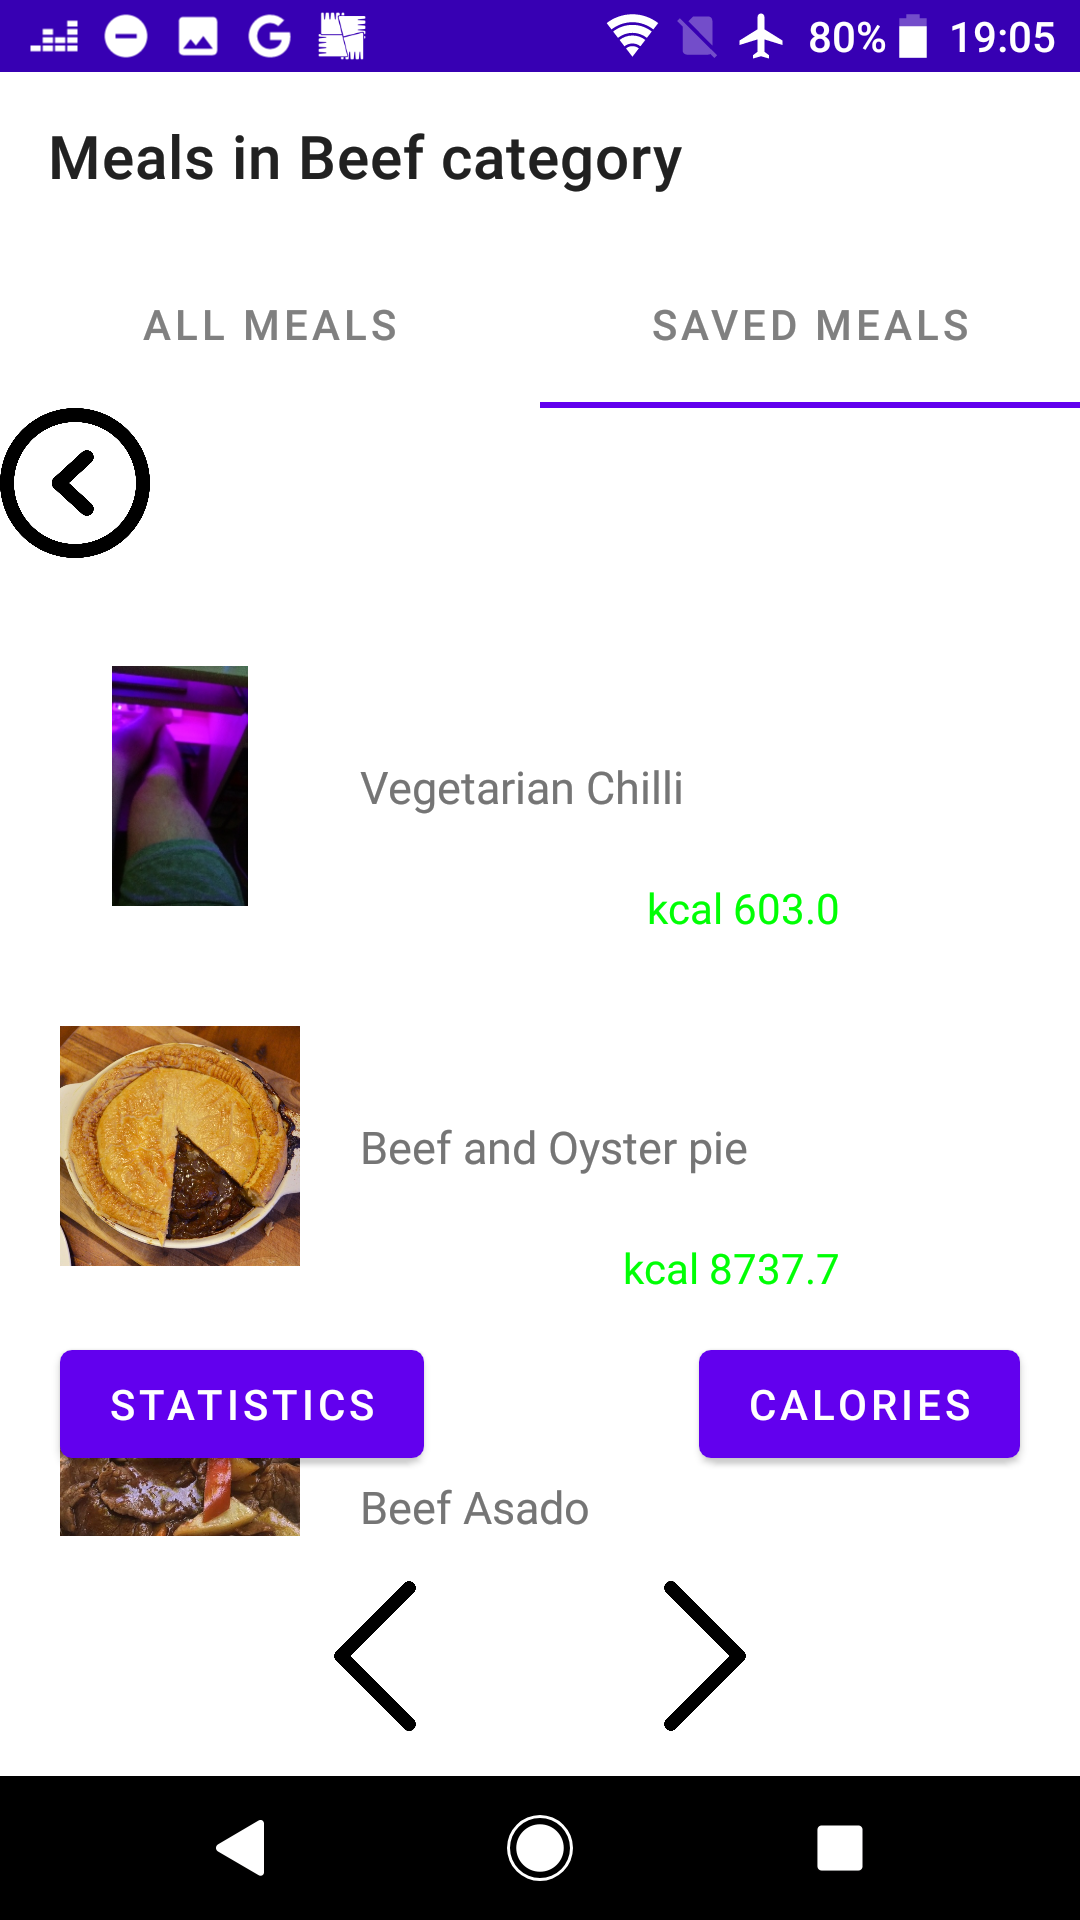 80% 19:05
Meals in Beef category
ALL MEALS SAVED MEALS
Vegetarian Chilli
kcal 603.0
Beef and Oyster pie
kcal 8737.7
STATISTICS CALORIES
Beef Asado